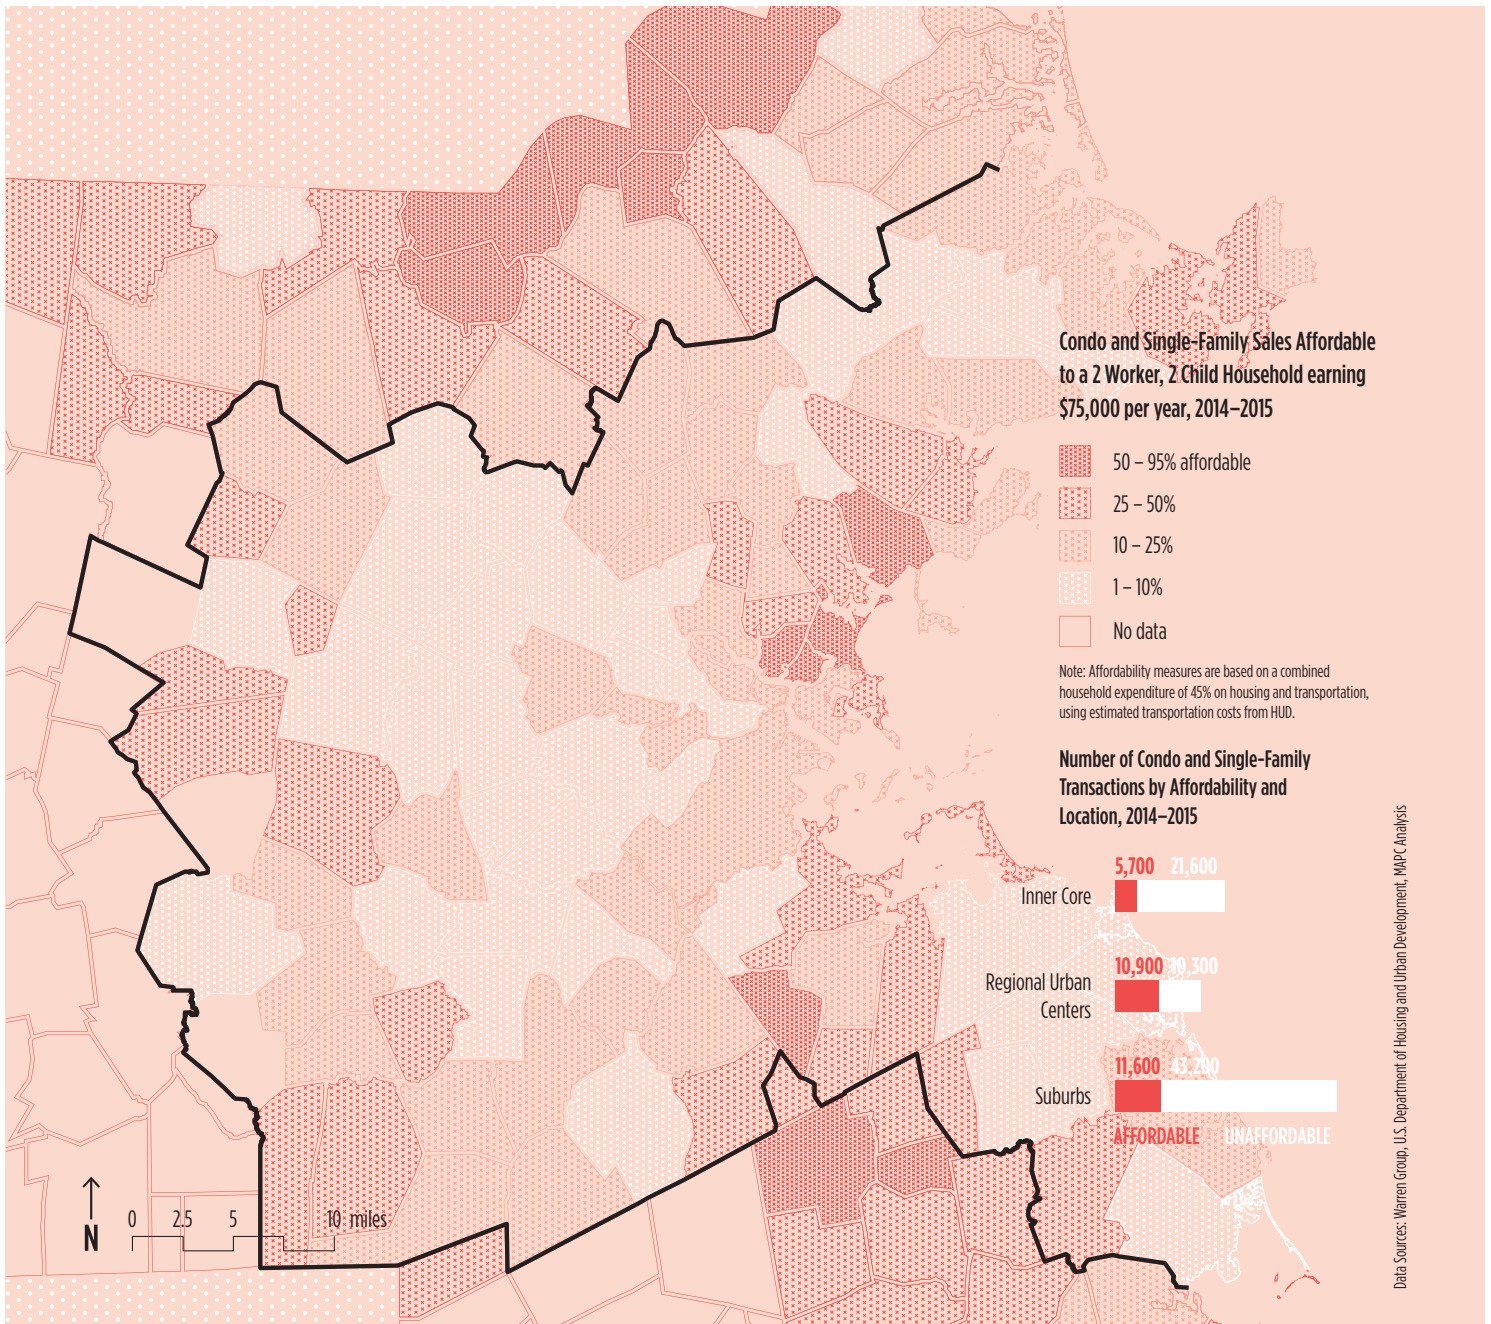 Condo and Single-Family Sales Affordable
to a 2 Worker, 2 Child Household earning
$75,000 per year, 2014–2015
50 – 95% affordable
25 – 50%
10 – 25%
1 – 10%
No data
Note: Affordability measures are based on a combined
household expenditure of 45% on housing and transportation,
using estimated transportation costs from HUD.
Number of Condo and Single-Family
Transactions by Affordability and
Location, 2014–2015
5,700 21,600
Inner Core
10,900 10,300
Regional Urban
Centers
11,600 43,200
Suburbs
AFFORDABLE UNAFFORDABLE
N
0 2.5 5 10 miles
Data Sources: Warren Group, U.S. Department of Housing and Urban Development, MAPC Analysis